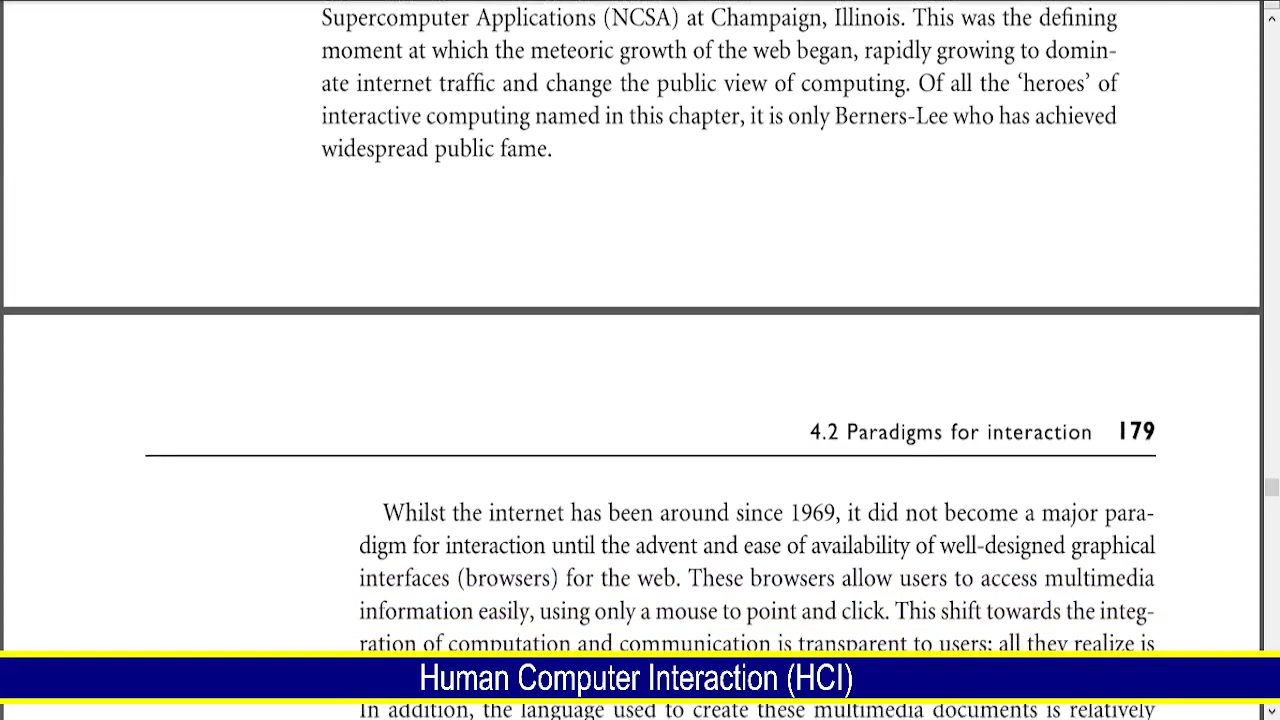 Supercomputer Applications (NCSA) at Champaign, Illinois. This was the defining
moment at which the meteoric growth of the web began, rapidly growing to domin-
ate internet traffic and change the public view of computing. Of all the ‘heroes’ of
interactive computing named in this chapter, it is only Berners-Lee who has achieved
widespread public fame.
4.2 Paradigms for interaction 179
Whilst the internet has been around since 1969, it did not become a major para-
digm for interaction until the advent and ease of availability of well-designed graphical
interfaces (browsers) for the web. These browsers allow users to access multimedia
information easily, using only a mouse to point and click. This shift towards the integ-
ration of computation and communication is transparent to users; all they realize is
Human Computer Interaction (HCI)
In addition, the language used to create these multimedia documents is relatively